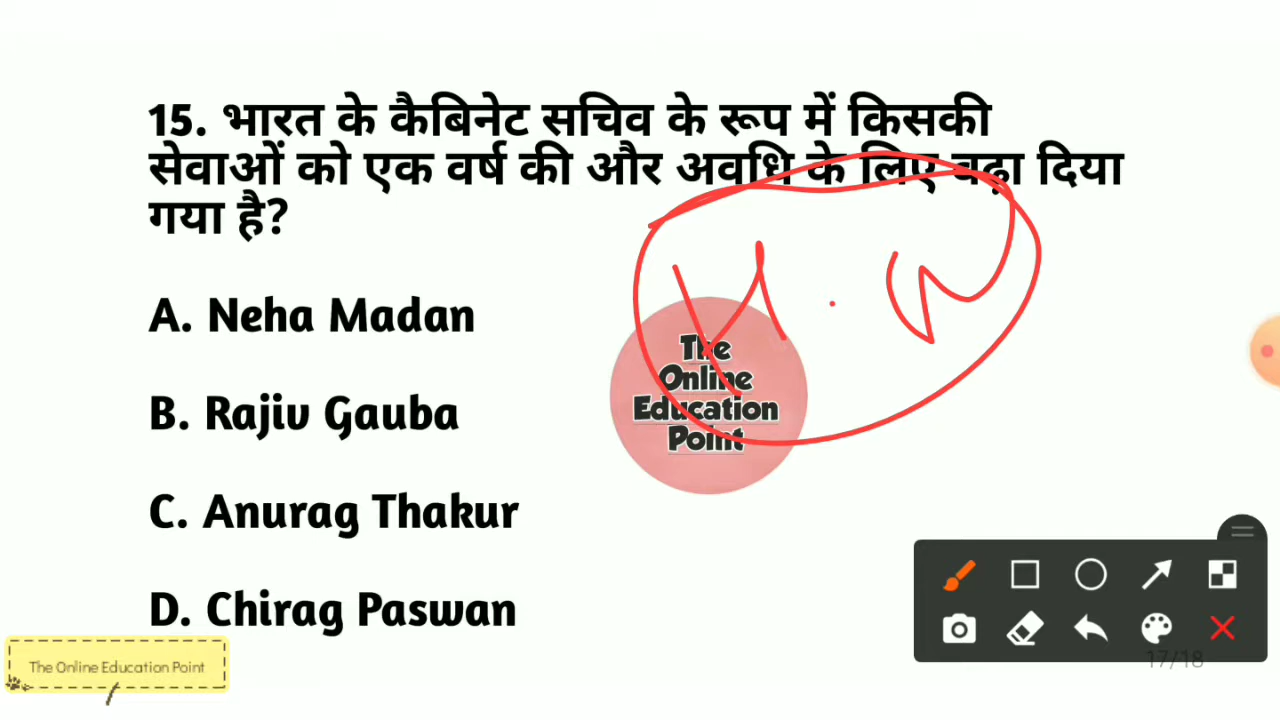 15. भारत के कैबिनेट सचिव के रूप में किसकी
सेवाओं को एक वर्ष की और अवधि के लिए बढ़ा दिया
गया है?
A. Neha Madan
B. Rajiv Gauba
C. Anurag Thakur
D. Chirag Paswan
The
Online
Education
Point
The Online Education Point
17/18